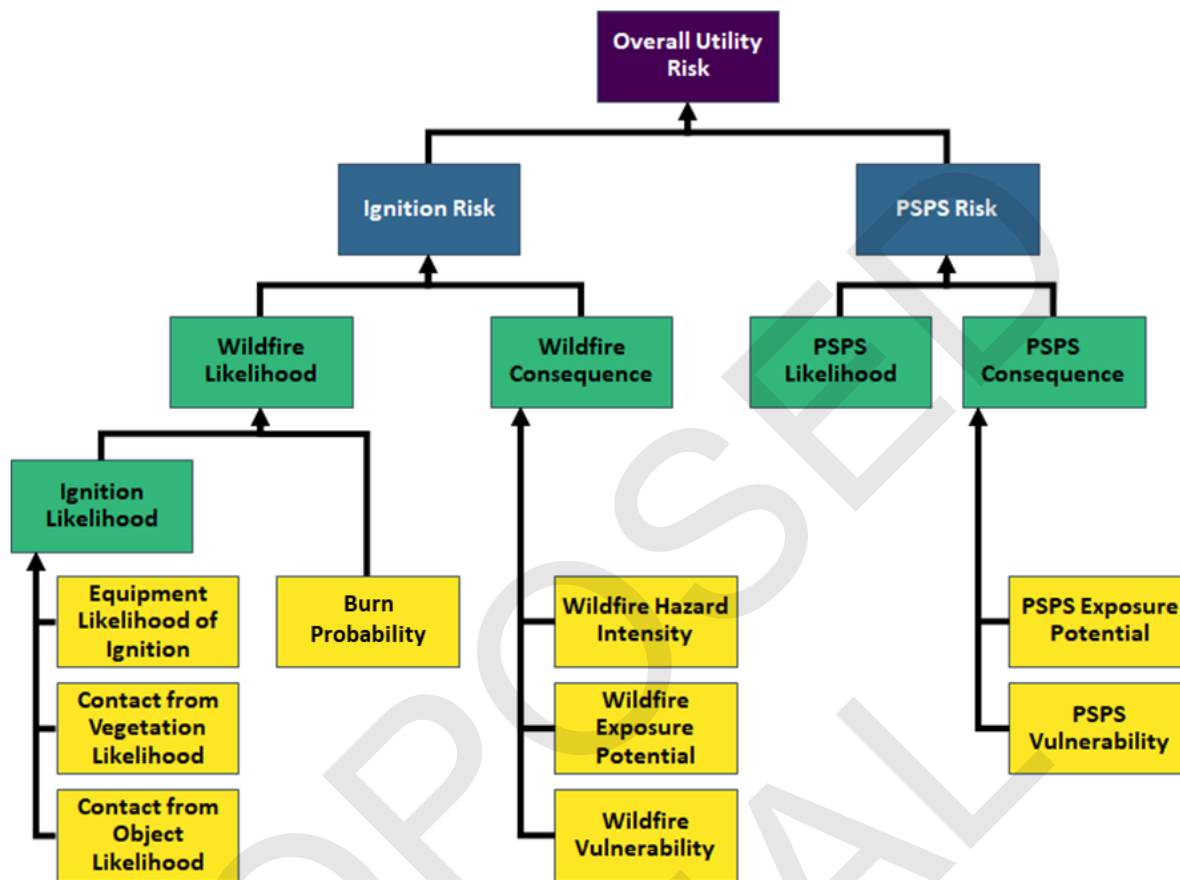 Overall Utility
Risk
Ignition Risk
PSPS Risk
Wildfire
Likelihood
Wildfire
Consequence
PSPS
Likelihood
PSPS
Consequence
Ignition
Likelihood
Equipment
Likelihood of
Ignition
Burn
Probability
Wildfire Hazard
Intensity
PSPS Exposure
Potential
Contact from
Vegetation
Likelihood
Wildfire
Exposure
Potential
PSPS
Vulnerability
Contact from
Object
Likelihood
Wildfire
Vulnerability
OPOSED
AL